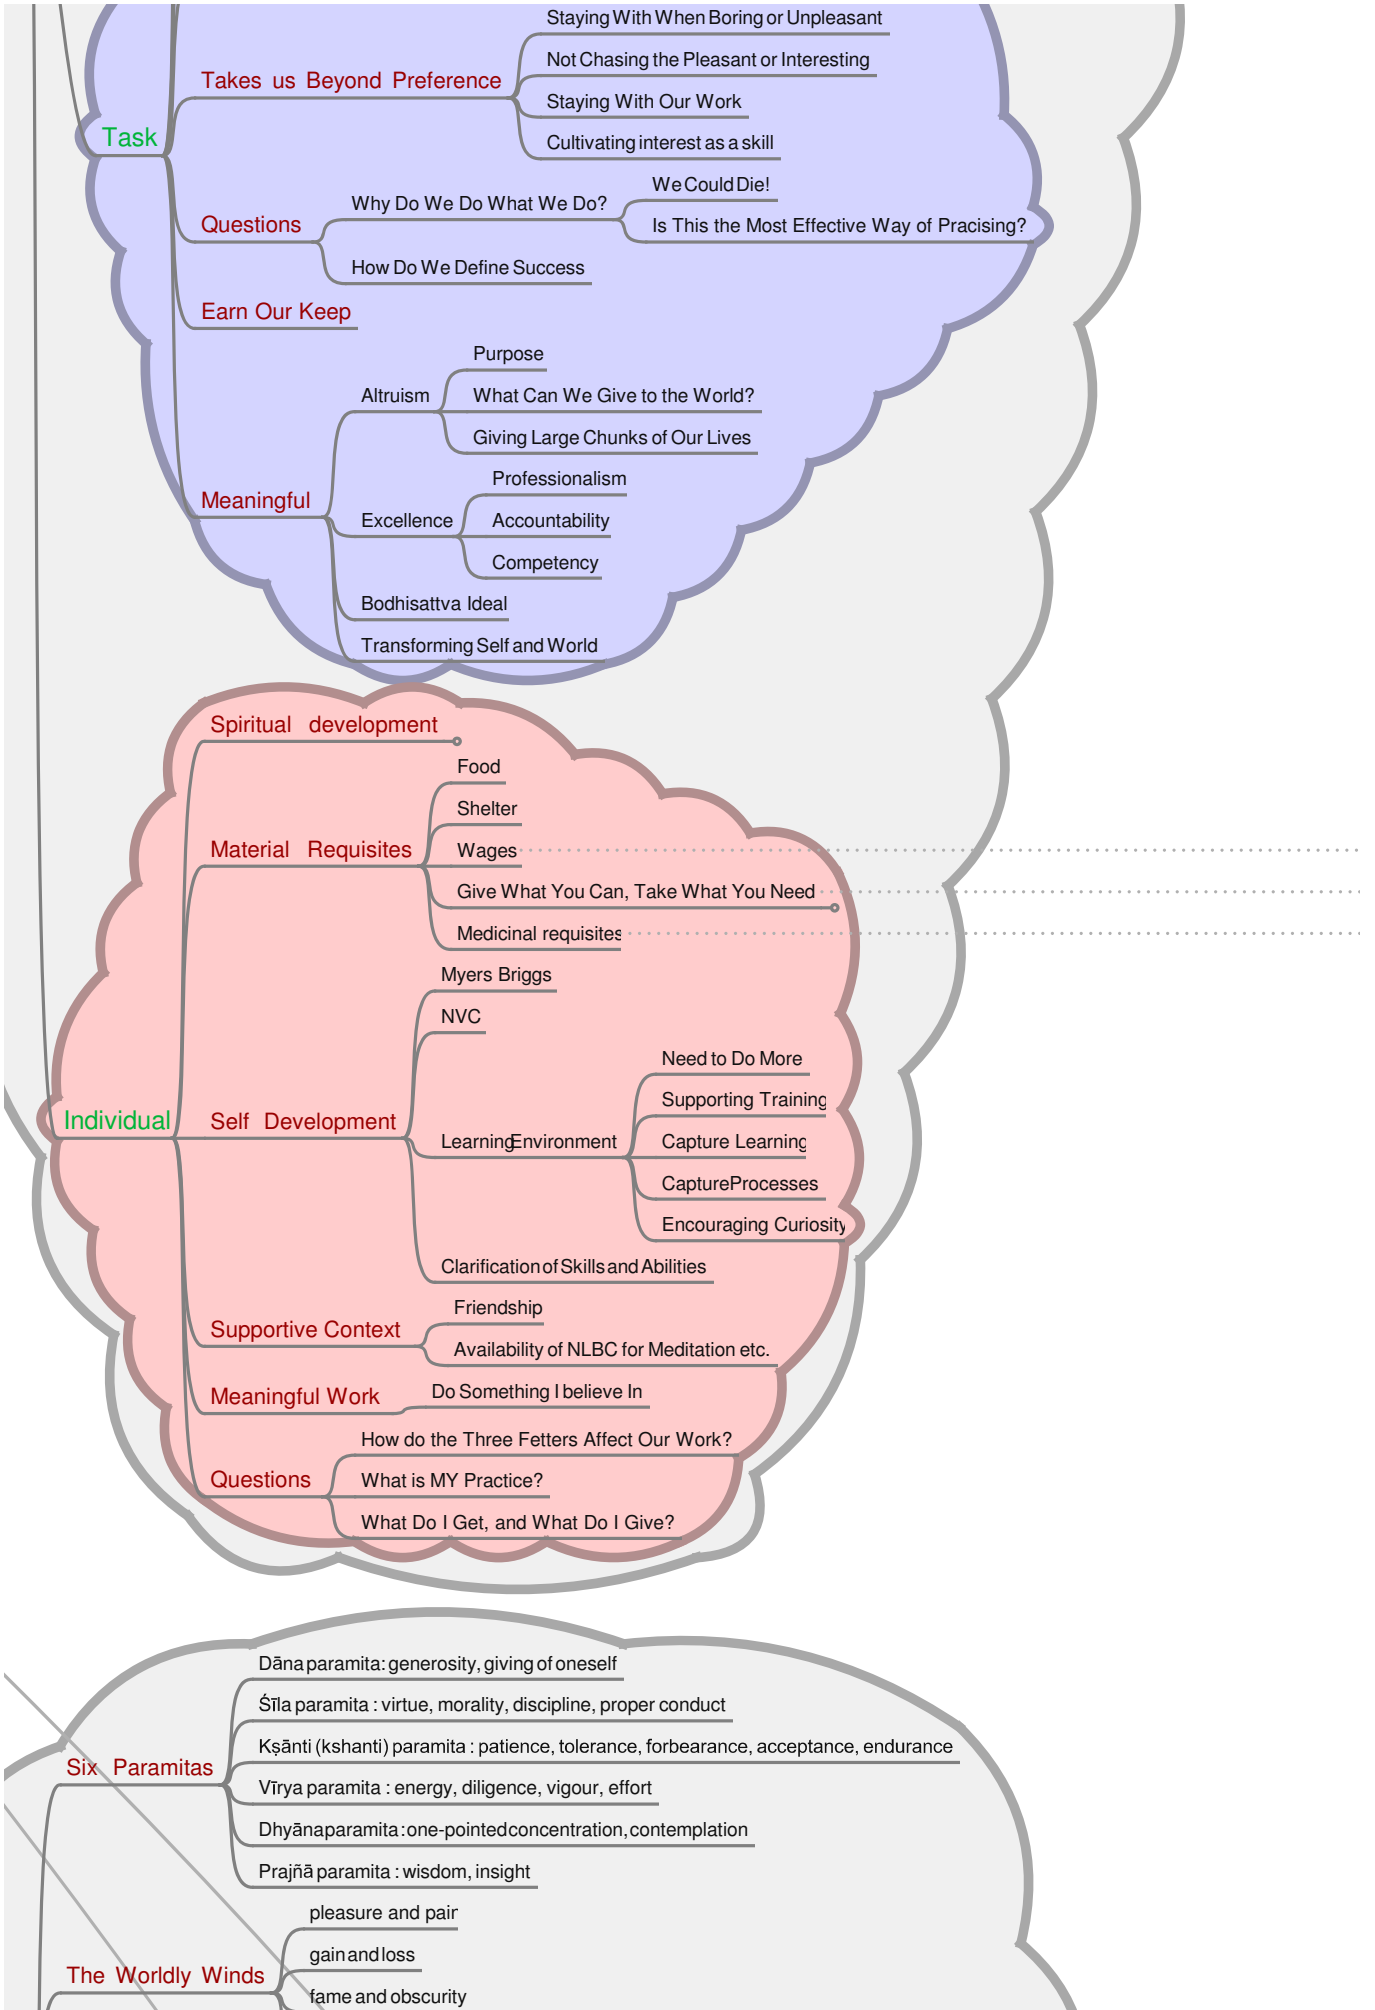 Staying With When Boring or Unpleasant
Takes us Beyond Preference
Not Chasing the Pleasant or Interesting
Staying With Our Work
Task
Cultivating interest as a skill
We Could Die!
Why Do We Do What We Do?
Questions
Is This the Most Effective Way of Pracising?
How Do We Define Success
Earn Our Keep
Purpose
Altruism
What Can We Give to the World?
Giving Large Chunks of Our Lives
Professionalism
Meaningful
Excellence
Accountability
Competency
Bodhisattva Ideal
Transforming Self and World
Spiritual development
Food
Shelter
Material Requisites
Wages
Give What You Can, Take What You Need
Medicinal requisites
Myers Briggs
NVC
Need to Do More
Supporting Training
Individual
Self Development
Learning Environment
Capture Learning
Capture Processes
Encouraging Curiosity
Clarification of Skills and Abilities
Friendship
Supportive Context
Availability of NLBC for Meditation etc.
Meaningful Work
Do Something I believe In
How do the Three Fetters Affect Our Work?
Questions
What is MY Practice?
What Do I Get, and What Do I Give?
Dāna paramita: generosity, giving of oneself
Śīla paramita : virtue, morality, discipline, proper conduct
Kṣānti (kshanti) paramita : patience, tolerance, forbearance, acceptance, endurance
Six Paramitas
Vīrya paramita : energy, diligence, vigour, effort
Dhyāna paramita : one-pointed concentration, contemplation
Prajñā paramita : wisdom, insight
pleasure and pain
gain and loss
The Worldly Winds
fame and obscurity